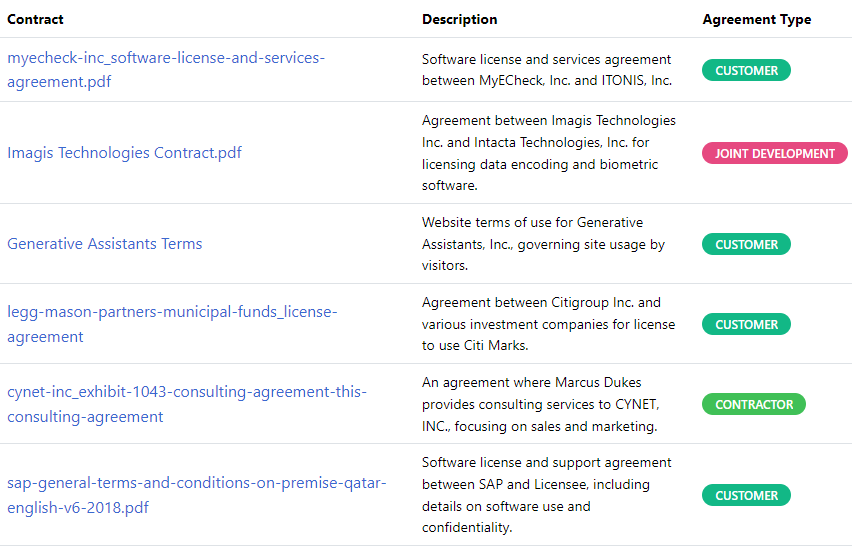 Contract Description Agreement Type
myecheck-inc_software-license-and-services-
agreement.pdf
Software license and services agreement
between MyECheck, Inc. and ITONIS, Inc.
CUSTOMER
Imagis Technologies Contract.pdf
Agreement between Imagis Technologies
Inc. and Intacta Technologies, Inc. for
licensing data encoding and biometric
software.
JOINT DEVELOPMENT
Generative Assistants Terms
Website terms of use for Generative
Assistants, Inc., governing site usage by
visitors.
CUSTOMER
legg-mason-partners-municipal-funds_license-
agreement
Agreement between Citigroup Inc. and
various investment companies for license
to use Citi Marks.
CUSTOMER
cynet-inc_exhibit-1043-consulting-agreement-this-
consulting-agreement
An agreement where Marcus Dukes
provides consulting services to CYNET,
INC., focusing on sales and marketing.
CONTRACTOR
sap-general-terms-and-conditions-on-premise-qatar-
english-v6-2018.pdf
Software license and support agreement
between SAP and Licensee, including
details on software use and
confidentiality.
CUSTOMER